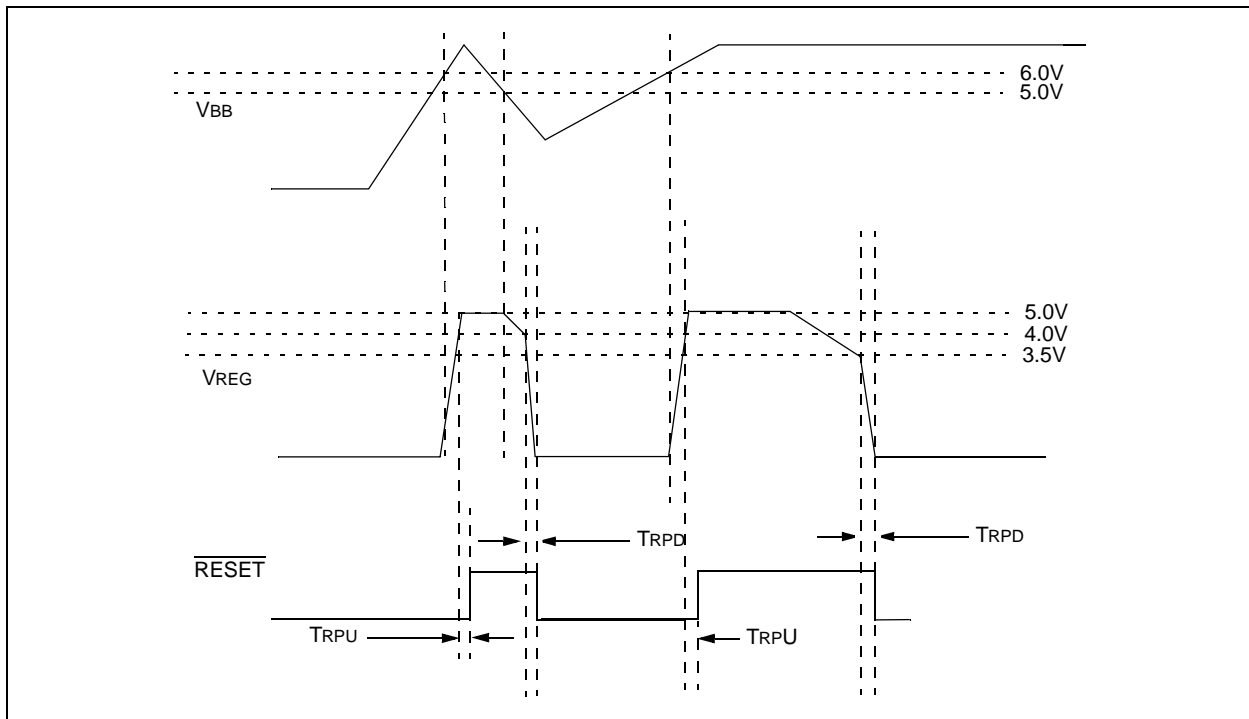 6.0V
5.0V
VBB
5.0V
4.0V
3.5V
VREG
TRPD
TRPD
RESET
TRPU
TRPU